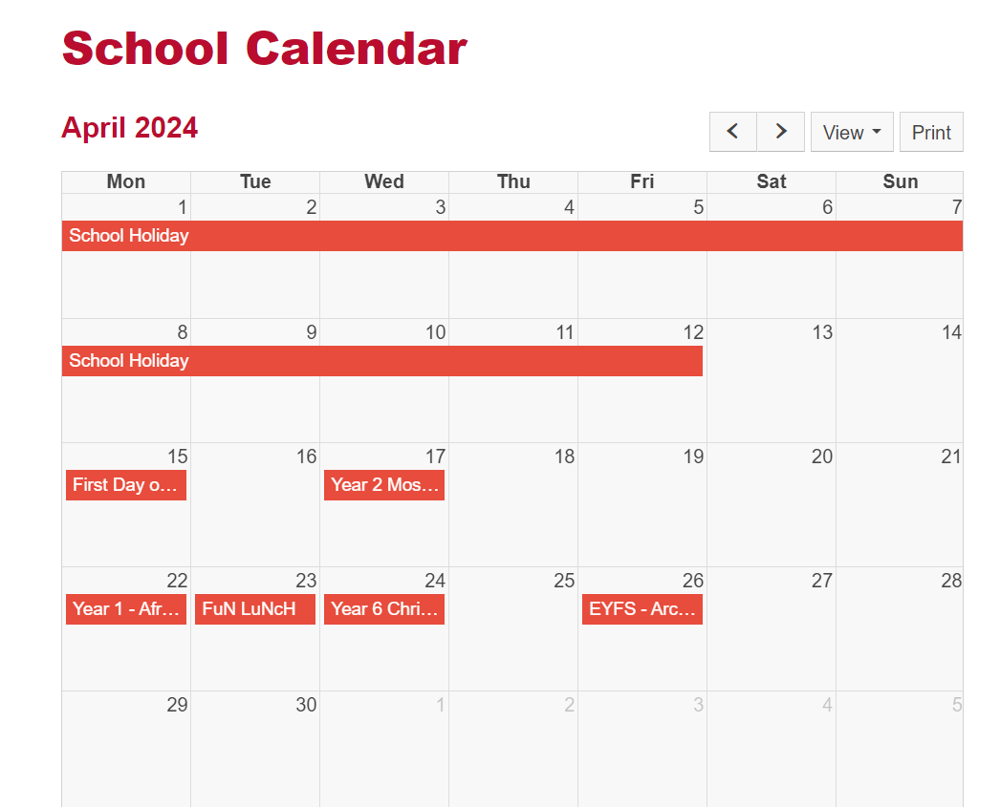 School Calendar
April 2024
View Print
Mon Tue Wed Thu Fri Sat Sun
1 2 3 4 5 6 7
School Holiday
8 9 10 11 12 13 14
School Holiday
15 16 17 18 19 20 21
First Day o... Year 2 Mos...
22 23 24 25 26 27 28
Year 1 - Afr... FuN LuNcH Year 6 Chri... EYFS - Arc...
29 30 1 2 3 4 5